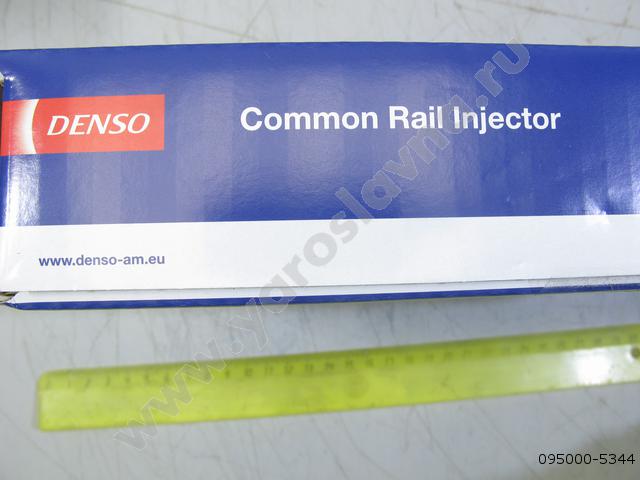 DENSO
Common Rail Injector
www.denso-am.eu
www.yaroslavna.ru
095000-5344